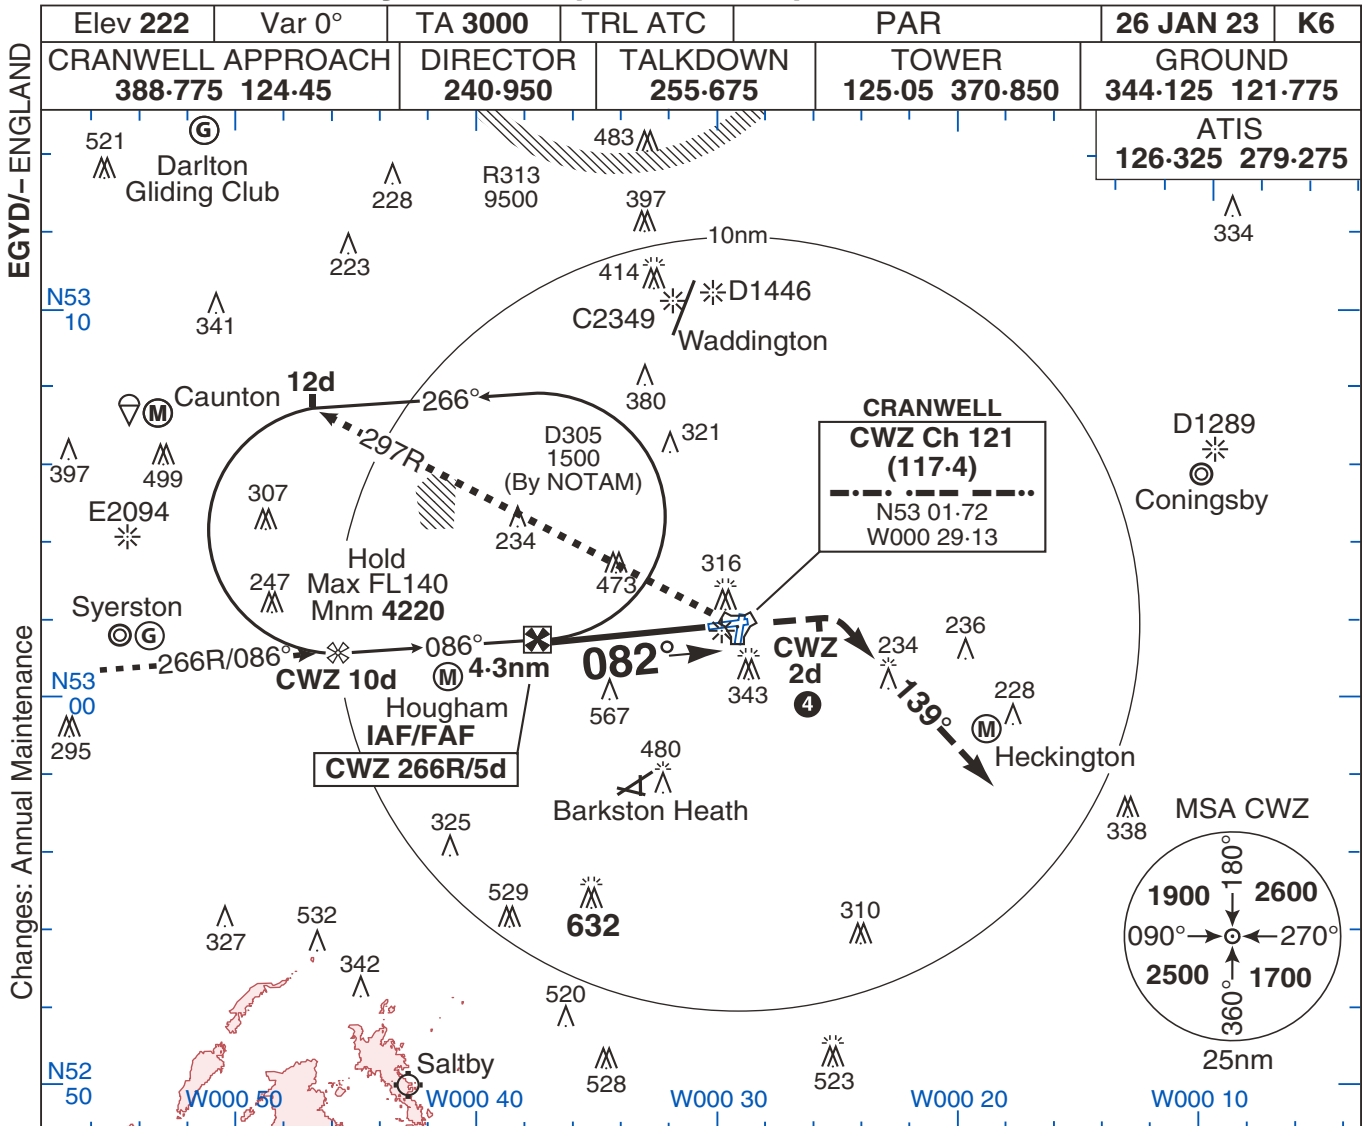 Elev 222
Var 0°
TA 3000
TRL ATC
PAR
26 JAN 23
K6
CRANWELL APPROACH
388·775 124·45
DIRECTOR
240·950
TALKDOWN
255·675
TOWER
125·05 370·850
GROUND
344·125 121·775
ATIS
126·325 279·275
EGYD/– ENGLAND
Changes: Annual Maintenance
521
G
Darlton
Gliding Club
228
223
341
R313
9500
483
397
10nm
414
C2349
D1446
Waddington
334
N53
10
12d
266°
Caunton
M
297R
380
321
D305
1500
(By NOTAM)
397
499
E2094
307
234
473
316
CRANWELL
CWZ Ch 121
(117·4)
N53 01·72
W000 29·13
D1289
Coningsby
Hold
Max FL140
Mnm 4220
247
Syerston
G
266R/086°
CWZ 10d
086°
4·3nm
M
Hougham
IAF/FAF
CWZ 266R/5d
082°
CWZ
2d
4
343
567
234
236
139°
228
M
Heckington
N53
00
295
480
Barkston Heath
325
529
632
310
338
MSA CWZ
180°
1900
2600
090°
270°
2500
1700
360°
25nm
327
532
342
520
528
523
Saltby
N52
50
W000 50
W000 40
W000 30
W000 20
W000 10